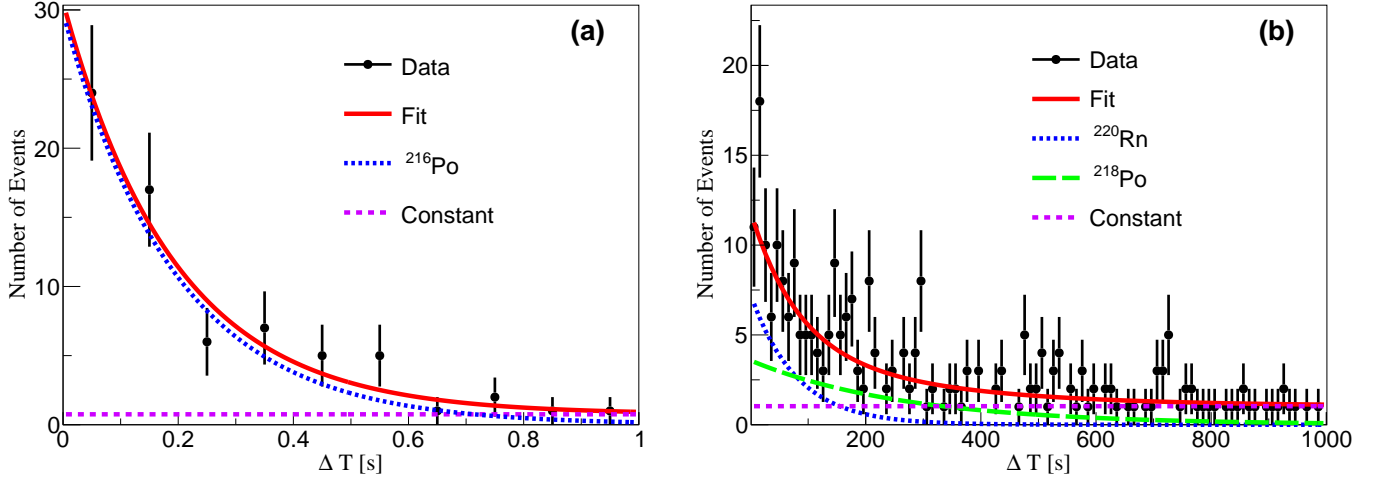 (a)
Number of Events
30
20
10
0
Data
Fit
²¹⁶Po
Constant
0 0.2 0.4 0.6 0.8 1
Δ T [s]
(b)
Number of Events
20
15
10
5
0
Data
Fit
²²⁰Rn
²¹⁸Po
Constant
200 400 600 800 1000
Δ T [s]